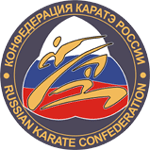 КОНФЕДЕРАЦИЯ КАРАТЭ РОССИИ
RUSSIAN KARATE CONFEDERATION